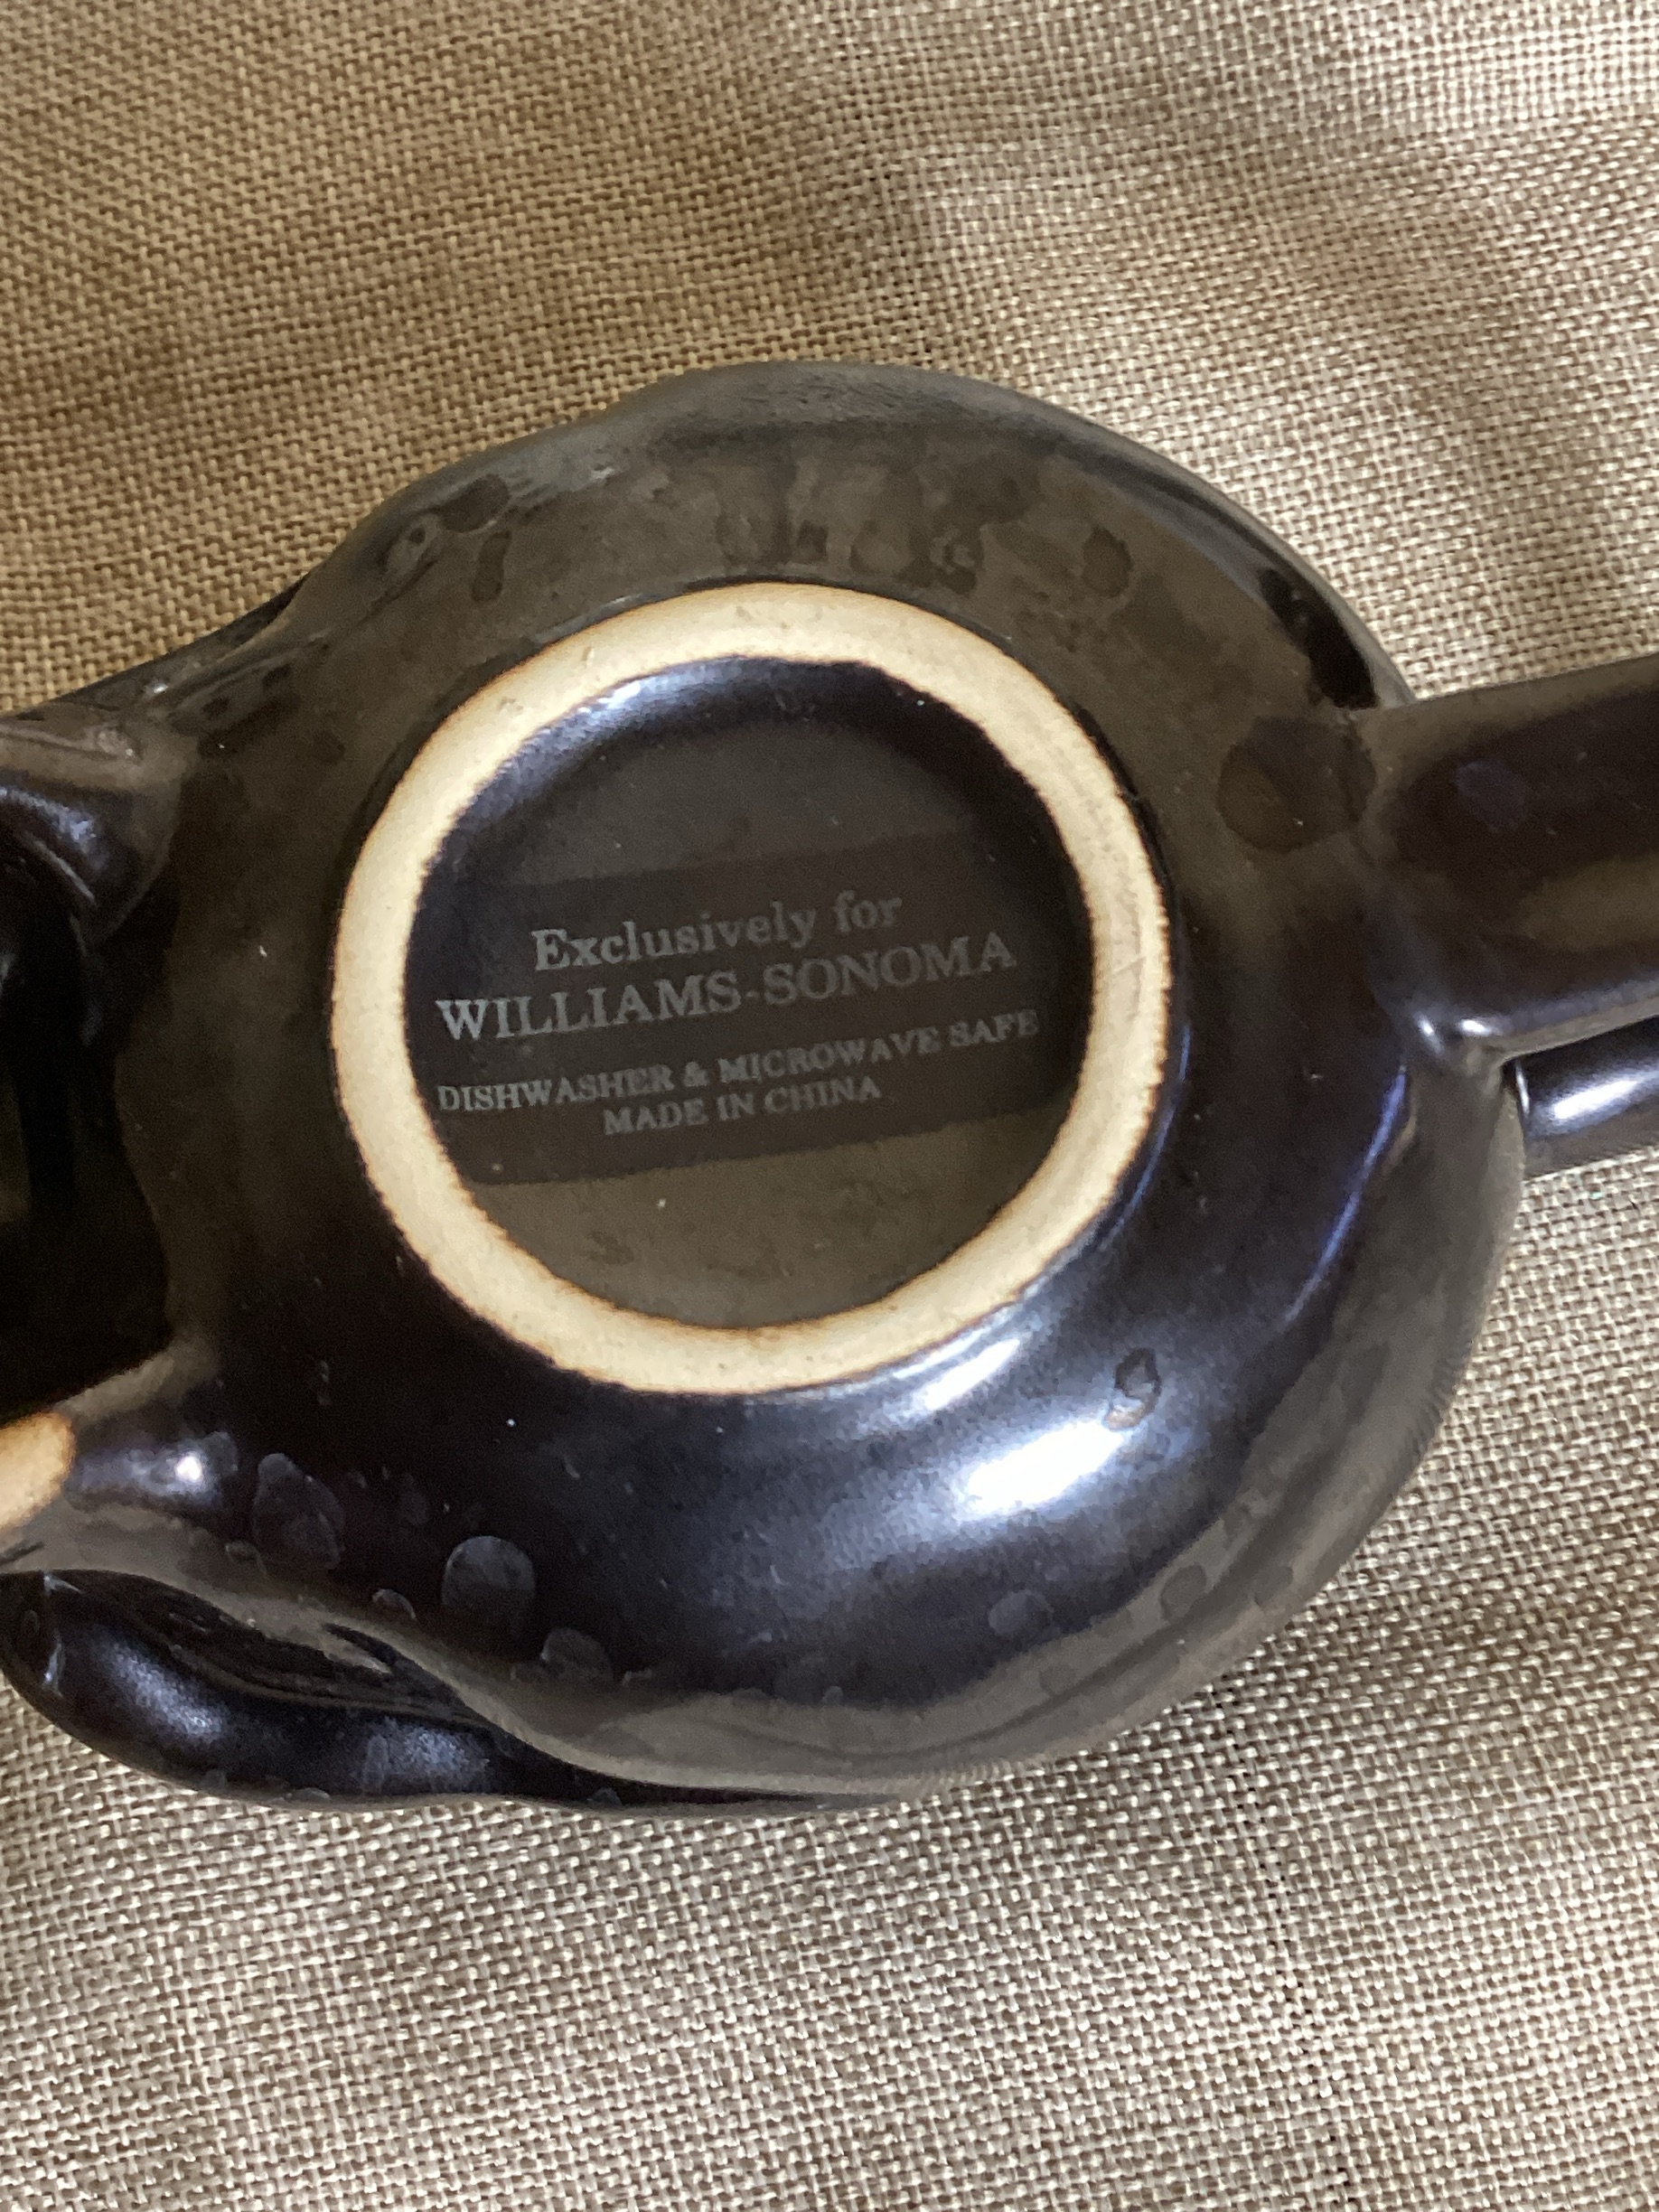 Exclusively for
WILLIAMS-SONOMA
DISHWASHER & MICROWAVE SAFE
MADE IN CHINA